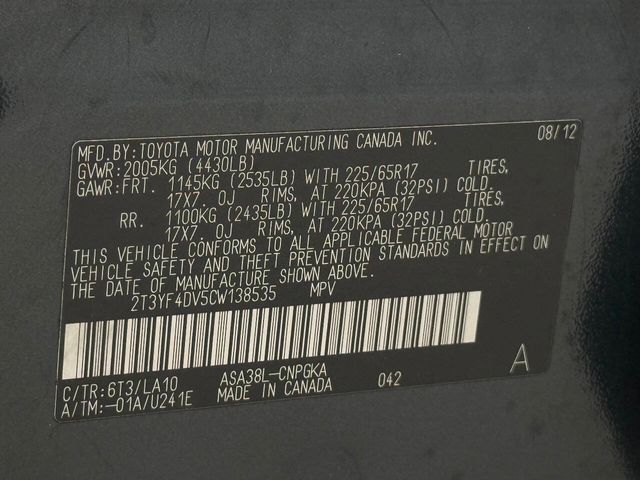 MFD. BY: TOYOTA MOTOR MANUFACTURING CANADA INC. 08/12
GVWR: 2005KG (4430LB)
GAWR: FRT. 1145KG (2535LB) WITH 225/65R17 TIRES,
17X7. 0J RIMS, AT 220KPA (32PSI) COLD.
RR. 1100KG (2435LB) WITH 225/65R17 TIRES,
17X7. 0J RIMS, AT 220KPA (32PSI) COLD.
THIS VEHICLE CONFORMS TO ALL APPLICABLE FEDERAL MOTOR
VEHICLE SAFETY AND THEFT PREVENTION STANDARDS IN EFFECT ON
THE DATE OF MANUFACTURE SHOWN ABOVE.
2T3YF4DV5CW138535 MPV
C/TR: 6T3/LA10 ASA38L-CNPGKA 042 A
A/TM: -01A/U241E MADE IN CANADA